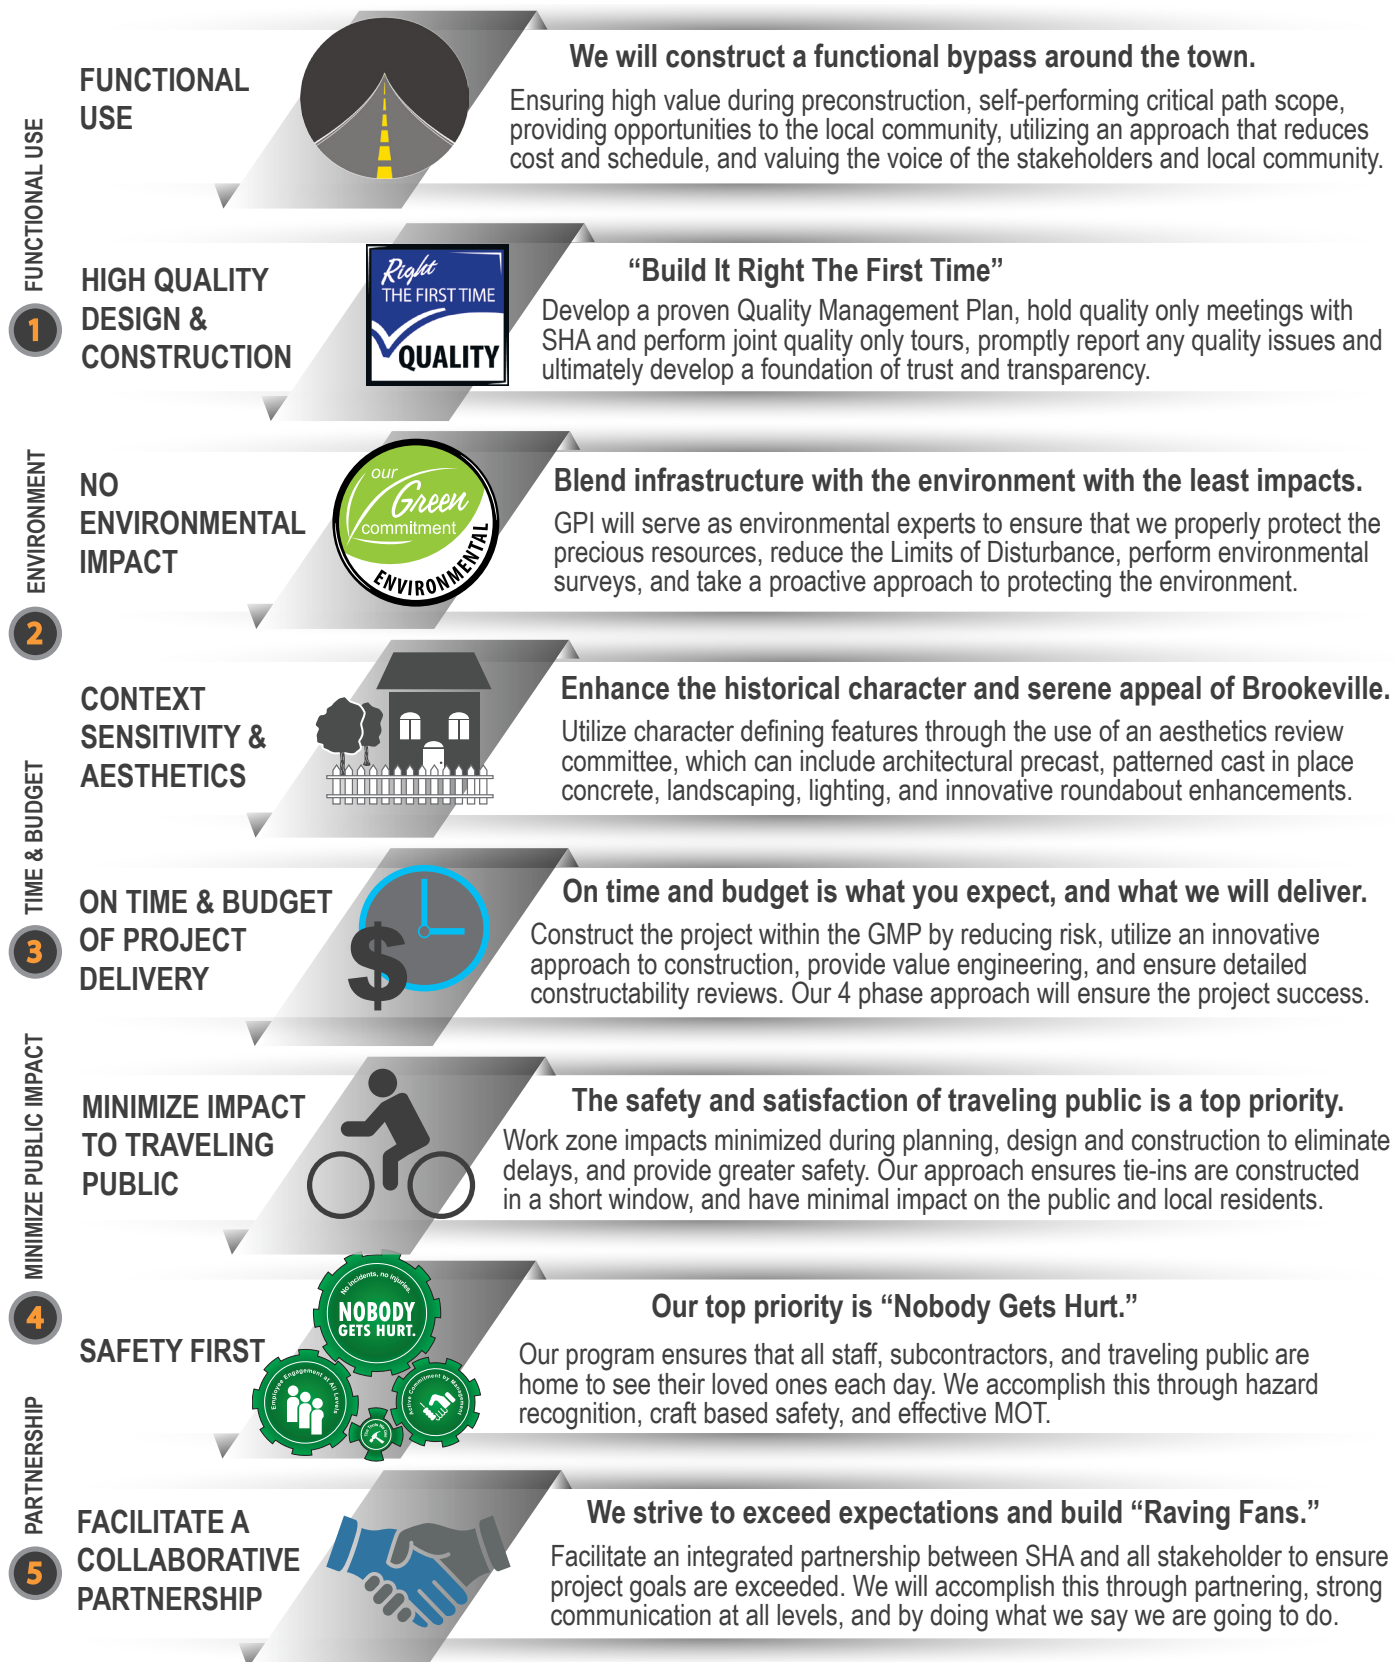 FUNCTIONAL USE
1
ENVIRONMENT
2
TIME & BUDGET
3
MINIMIZE PUBLIC IMPACT
4
PARTNERSHIP
5
FUNCTIONAL
USE
We will construct a functional bypass around the town.
Ensuring high value during preconstruction, self-performing critical path scope,
providing opportunities to the local community, utilizing an approach that reduces
cost and schedule, and valuing the voice of the stakeholders and local community.
HIGH QUALITY
DESIGN &
CONSTRUCTION
Right
THE FIRST TIME
QUALITY
“Build It Right The First Time”
Develop a proven Quality Management Plan, hold quality only meetings with
SHA and perform joint quality only tours, promptly report any quality issues and
ultimately develop a foundation of trust and transparency.
NO
ENVIRONMENTAL
IMPACT
our
Green
commitment
ENVIRONMENTAL
Blend infrastructure with the environment with the least impacts.
GPI will serve as environmental experts to ensure that we properly protect the
precious resources, reduce the Limits of Disturbance, perform environmental
surveys, and take a proactive approach to protecting the environment.
CONTEXT
SENSITIVITY &
AESTHETICS
Enhance the historical character and serene appeal of Brookeville.
Utilize character defining features through the use of an aesthetics review
committee, which can include architectural precast, patterned cast in place
concrete, landscaping, lighting, and innovative roundabout enhancements.
ON TIME & BUDGET
OF PROJECT
DELIVERY
$
On time and budget is what you expect, and what we will deliver.
Construct the project within the GMP by reducing risk, utilize an innovative
approach to construction, provide value engineering, and ensure detailed
constructability reviews. Our 4 phase approach will ensure the project success.
MINIMIZE IMPACT
TO TRAVELING
PUBLIC
The safety and satisfaction of traveling public is a top priority.
Work zone impacts minimized during planning, design and construction to eliminate
delays, and provide greater safety. Our approach ensures tie-ins are constructed
in a short window, and have minimal impact on the public and local residents.
SAFETY FIRST
No incidents, no injuries.
NOBODY
GETS HURT.
Employee Engagement at All Levels
Active Commitment by Management
Our top priority is “Nobody Gets Hurt.”
Our program ensures that all staff, subcontractors, and traveling public are
home to see their loved ones each day. We accomplish this through hazard
recognition, craft based safety, and effective MOT.
FACILITATE A
COLLABORATIVE
PARTNERSHIP
We strive to exceed expectations and build “Raving Fans.”
Facilitate an integrated partnership between SHA and all stakeholder to ensure
project goals are exceeded. We will accomplish this through partnering, strong
communication at all levels, and by doing what we say we are going to do.